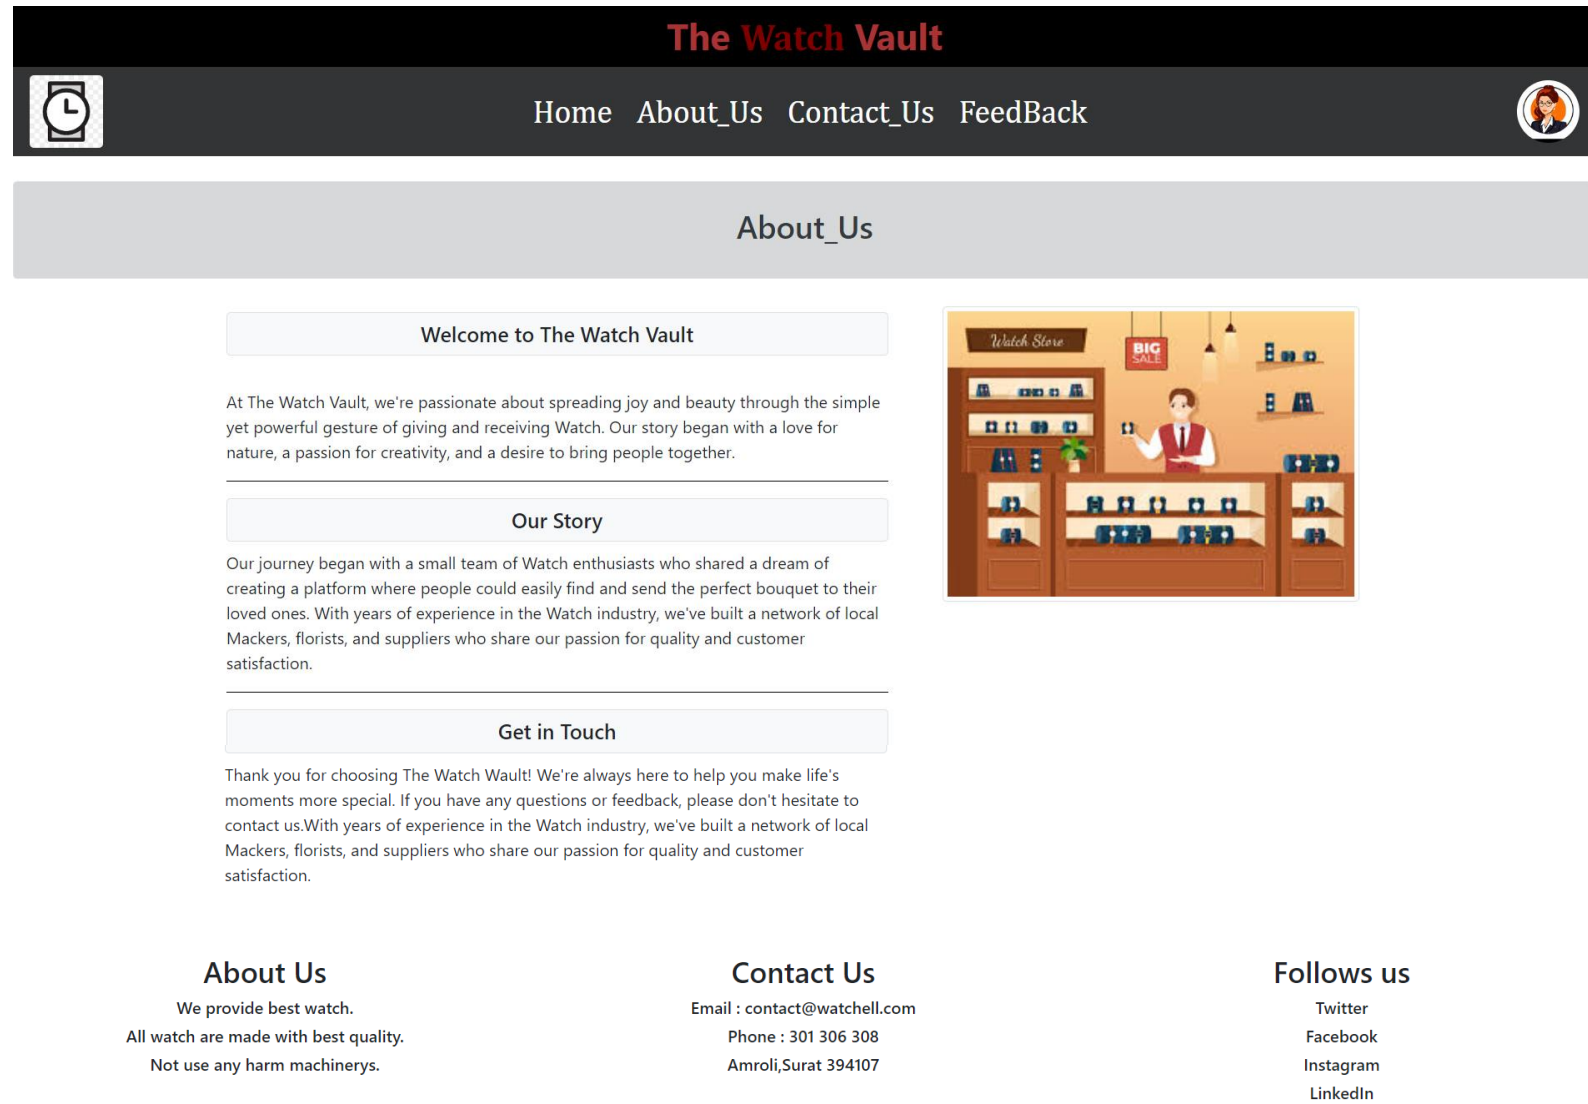 The Watch Vault
Home About_Us Contact_Us FeedBack
About_Us
Welcome to The Watch Vault
At The Watch Vault, we're passionate about spreading joy and beauty through the simple
yet powerful gesture of giving and receiving Watch. Our story began with a love for
nature, a passion for creativity, and a desire to bring people together.
Our Story
Our journey began with a small team of Watch enthusiasts who shared a dream of
creating a platform where people could easily find and send the perfect bouquet to their
loved ones. With years of experience in the Watch industry, we've built a network of local
Mackers, florists, and suppliers who share our passion for quality and customer
satisfaction.
Get in Touch
Thank you for choosing The Watch Wault! We're always here to help you make life's
moments more special. If you have any questions or feedback, please don't hesitate to
contact us.With years of experience in the Watch industry, we've built a network of local
Mackers, florists, and suppliers who share our passion for quality and customer
satisfaction.
Watch Store
BIG
SALE
About Us
We provide best watch.
All watch are made with best quality.
Not use any harm machinerys.
Contact Us
Email : contact@watchell.com
Phone : 301 306 308
Amroli,Surat 394107
Follows us
Twitter
Facebook
Instagram
LinkedIn